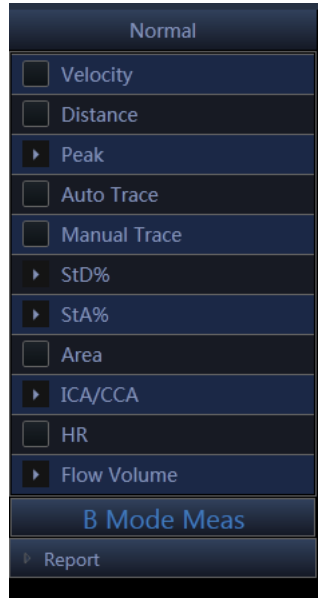 Normal
Velocity
Distance
Peak
Auto Trace
Manual Trace
StD%
StA%
Area
ICA/CCA
HR
Flow Volume
B Mode Meas
Report